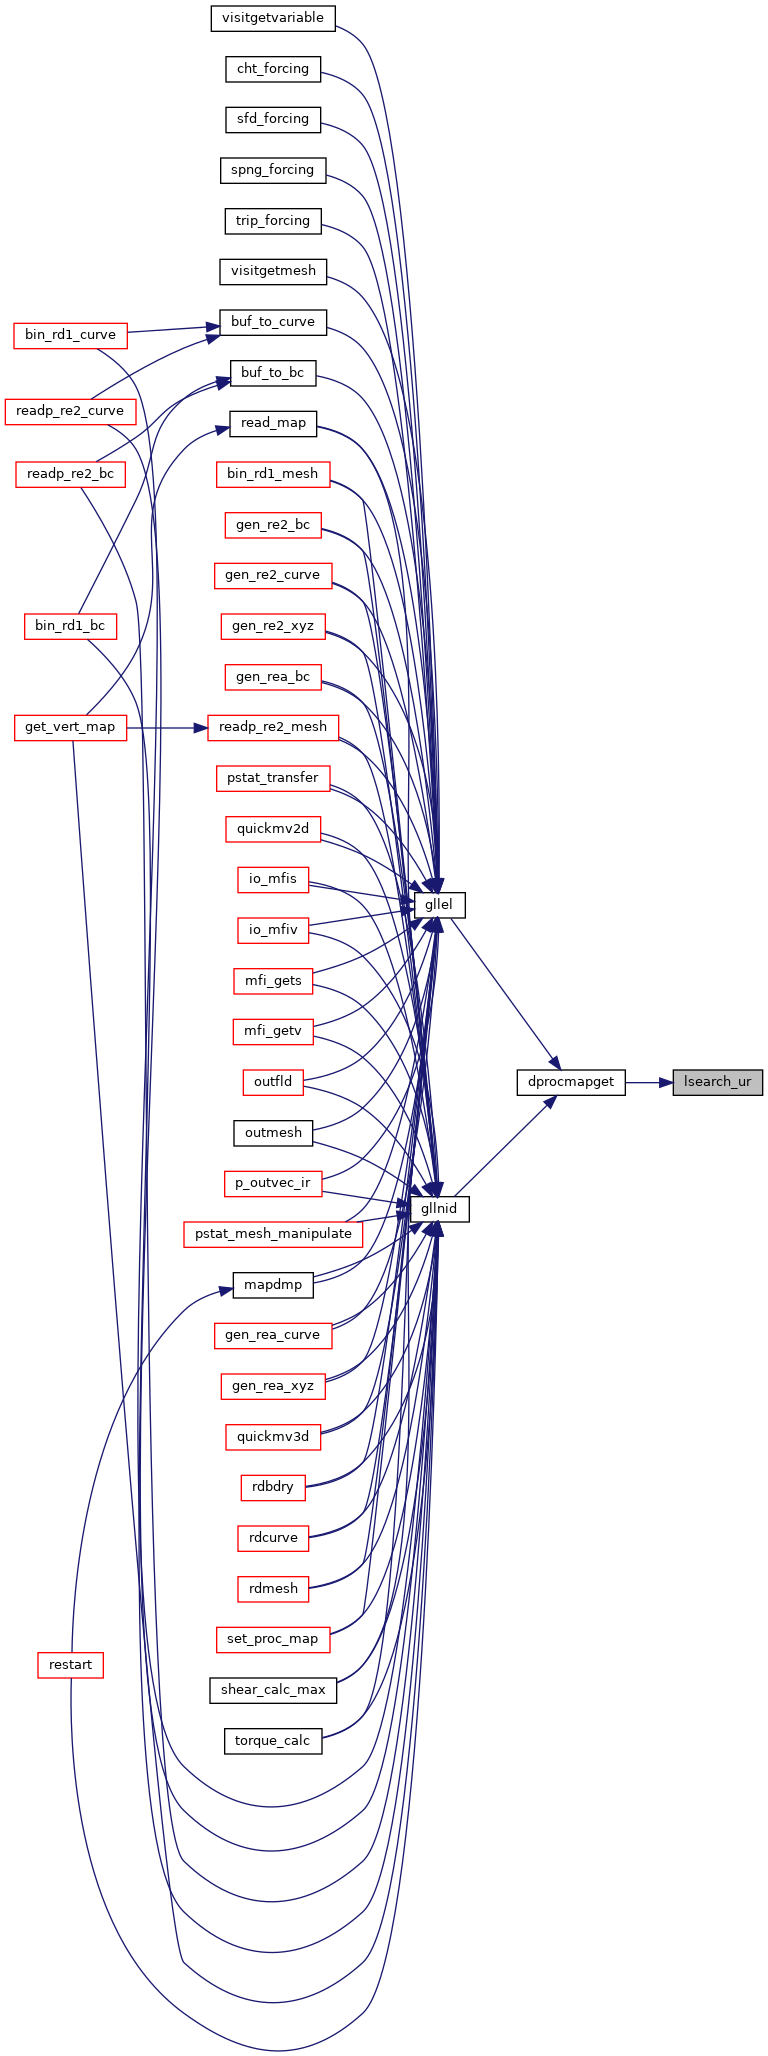 visitgetvariable
cht_forcing
sfd_forcing
spng_forcing
trip_forcing
visitgetmesh
buf_to_curve
bin_rd1_curve
buf_to_bc
readp_re2_curve
read_map
readp_re2_bc
bin_rd1_mesh
gen_re2_bc
gen_re2_curve
bin_rd1_bc
gen_re2_xyz
gen_rea_bc
get_vert_map
readp_re2_mesh
pstat_transfer
quickmv2d
io_mfis
gllel
io_mfiv
mfi_gets
mfi_getv
outfld
dprocmapget
lsearch_ur
outmesh
p_outvec_ir
gllnid
pstat_mesh_manipulate
mapdmp
gen_rea_curve
gen_rea_xyz
quickmv3d
rdbdry
rdcurve
rdmesh
set_proc_map
restart
shear_calc_max
torque_calc